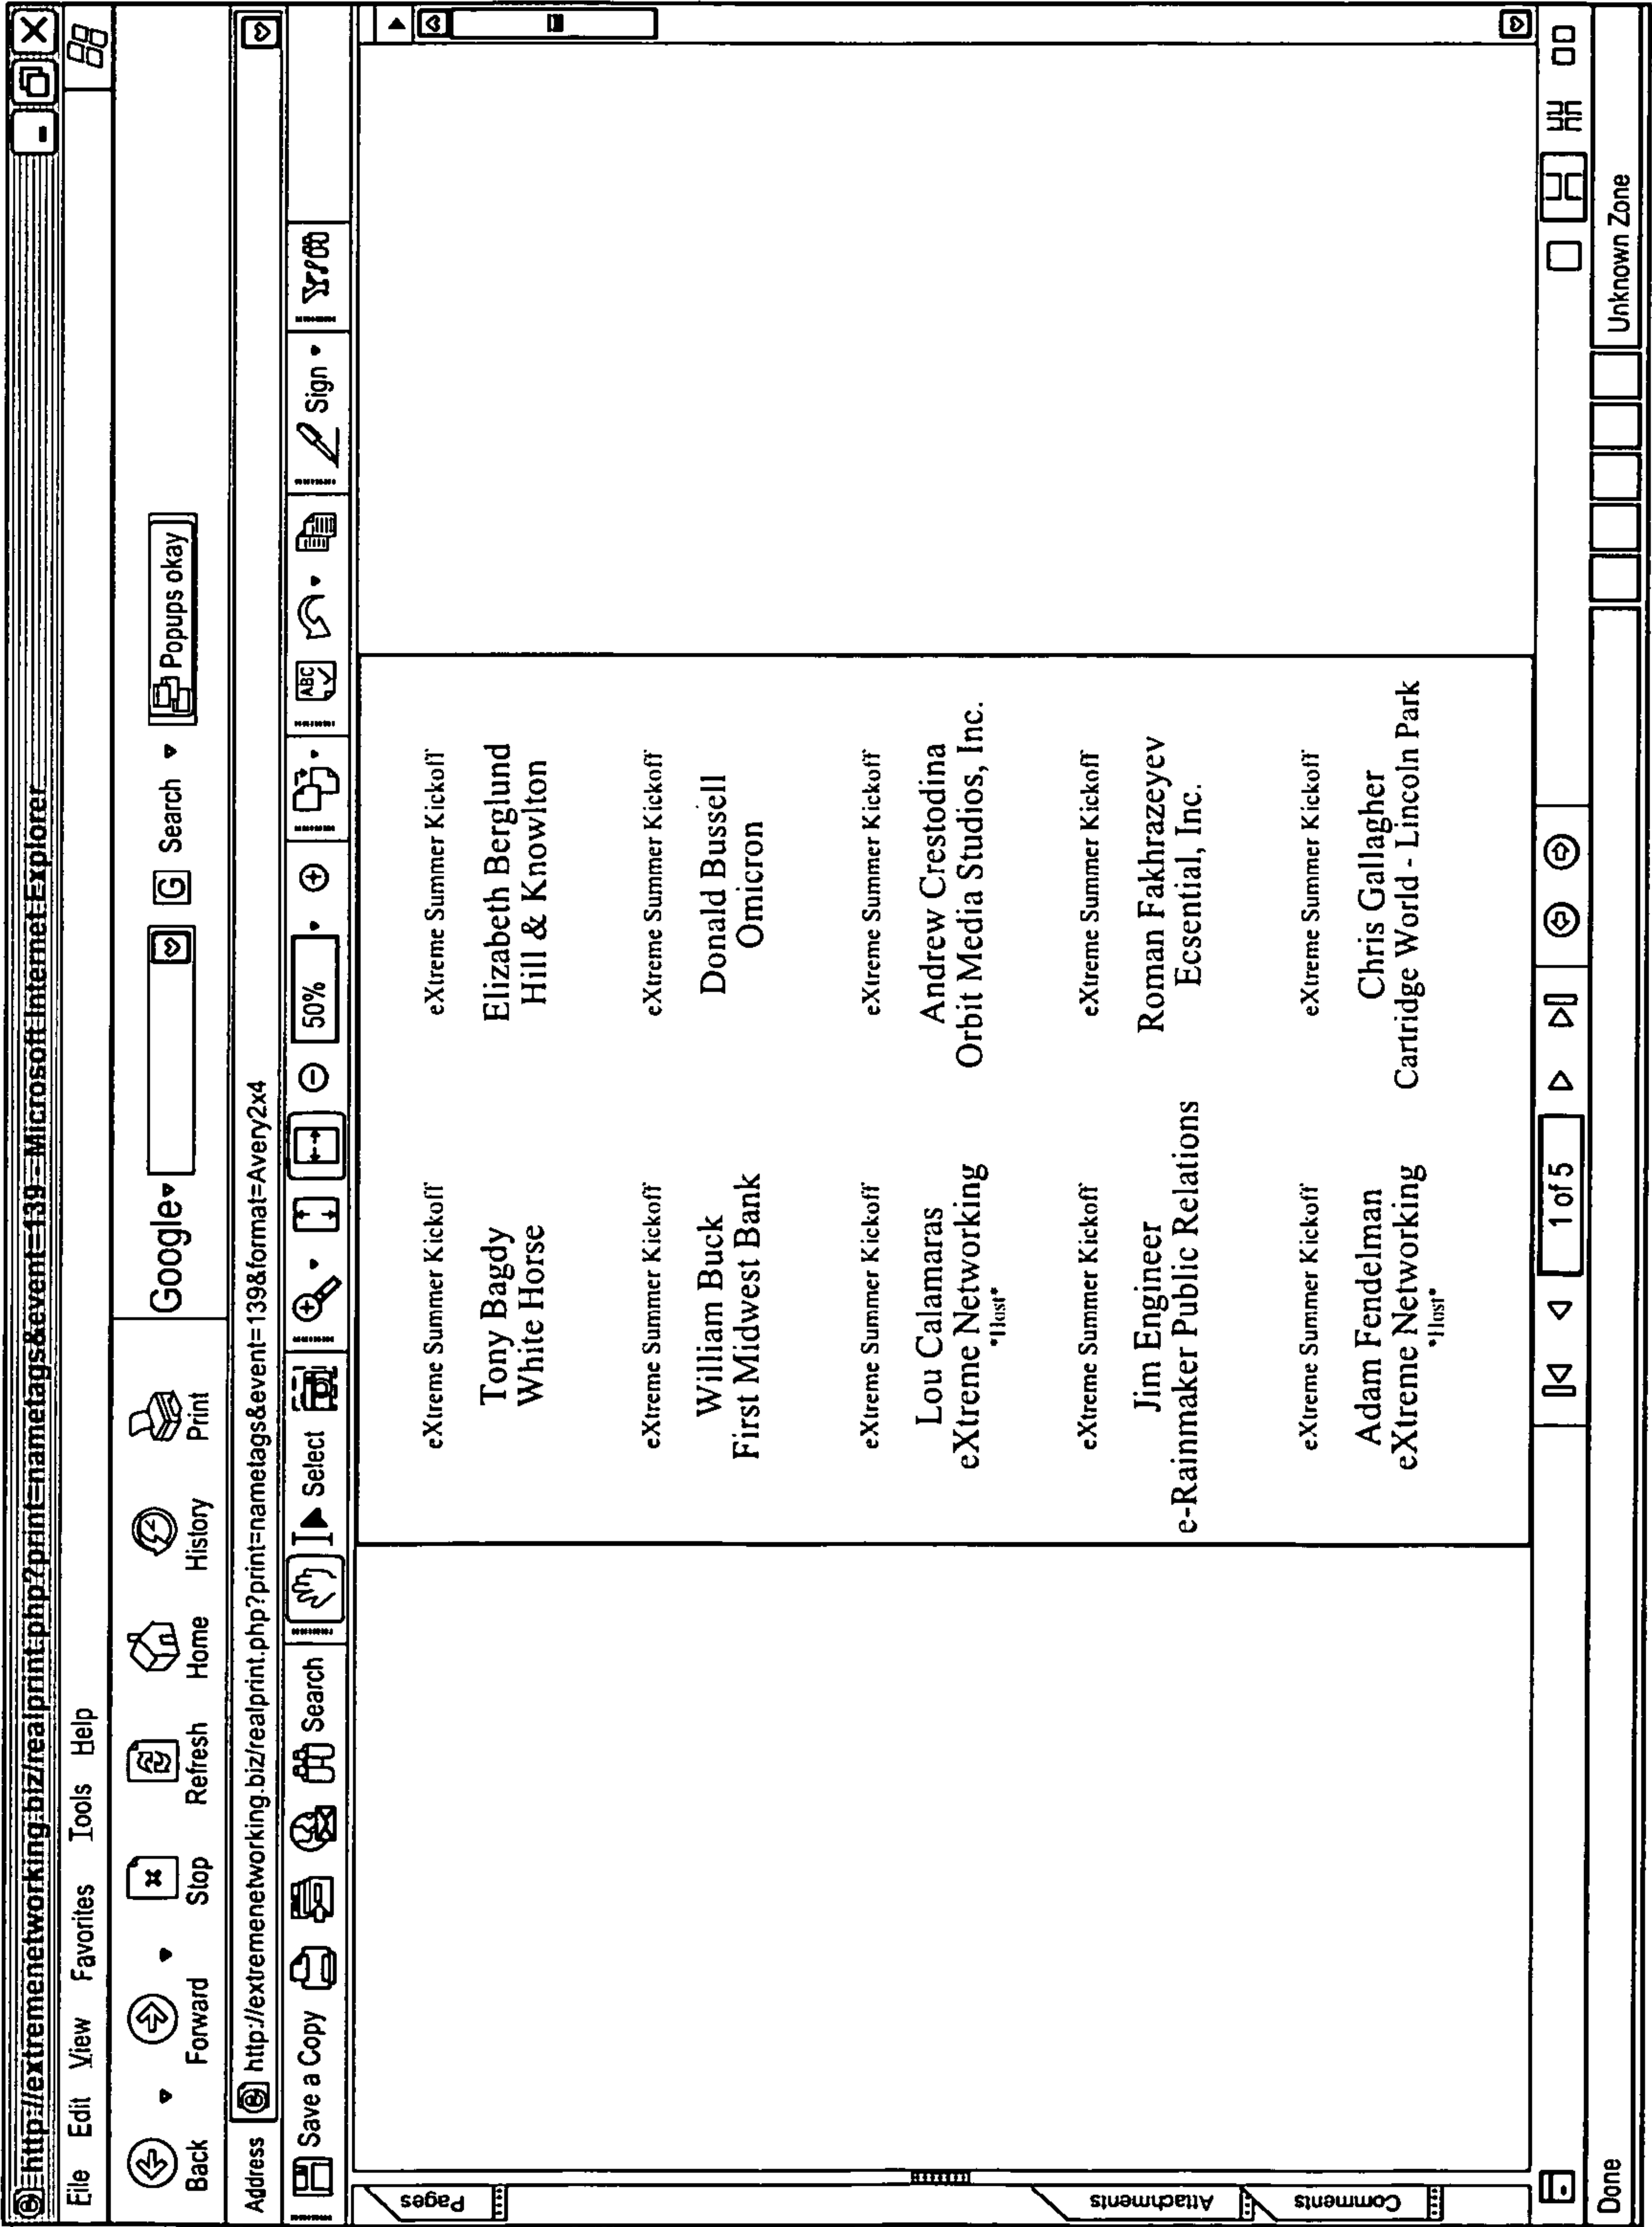 http://extremenetworking.biz/realprint.php?print=nametags&event=139 - Microsoft Internet Explorer
File Edit View Favorites Tools Help
Back Forward Stop Refresh Home History Print
Google G Search Popups okay
Address http://extremenetworking.biz/realprint.php?print=nametags&event=139&format=Avery2x4
Save a Copy Search Select 50% ABC Sign Y!
Pages
Attachments
Comments
eXtreme Summer Kickoff
Tony Bagdy
White Horse
eXtreme Summer Kickoff
Elizabeth Berglund
Hill & Knowlton
eXtreme Summer Kickoff
William Buck
First Midwest Bank
eXtreme Summer Kickoff
Donald Bussell
Omicron
eXtreme Summer Kickoff
Lou Calamaras
eXtreme Networking
*Host*
eXtreme Summer Kickoff
Andrew Crestodina
Orbit Media Studios, Inc.
eXtreme Summer Kickoff
Jim Engineer
e-Rainmaker Public Relations
eXtreme Summer Kickoff
Roman Fakhrazeyev
Ecsential, Inc.
eXtreme Summer Kickoff
Adam Fendelman
eXtreme Networking
*Host*
eXtreme Summer Kickoff
Chris Gallagher
Cartridge World - Lincoln Park
1 of 5
Done Unknown Zone